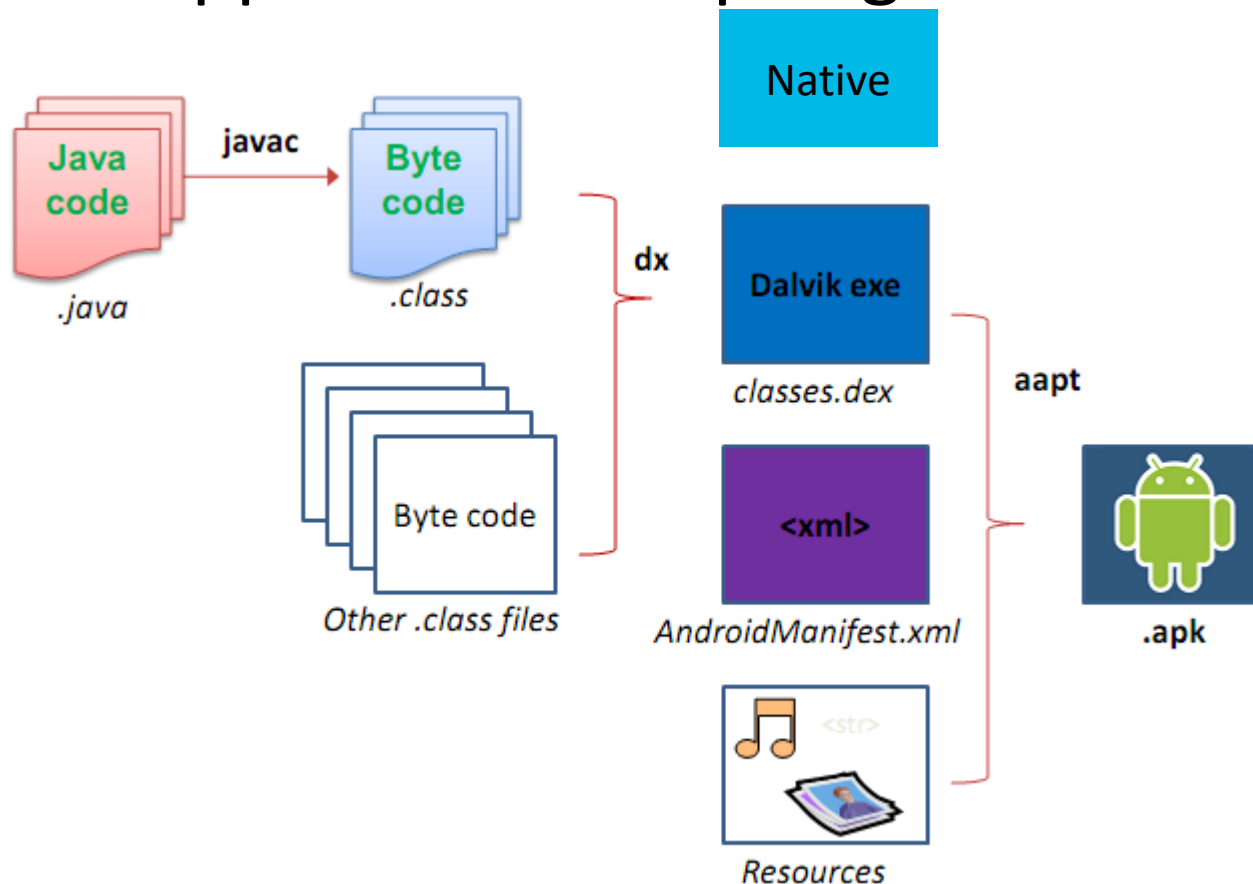 Native
Java
code
javac
Byte
code
.java
.class
dx
Dalvik exe
classes.dex
aapt
Byte code
Other .class files
<xml>
AndroidManifest.xml
.apk
<str>
Resources